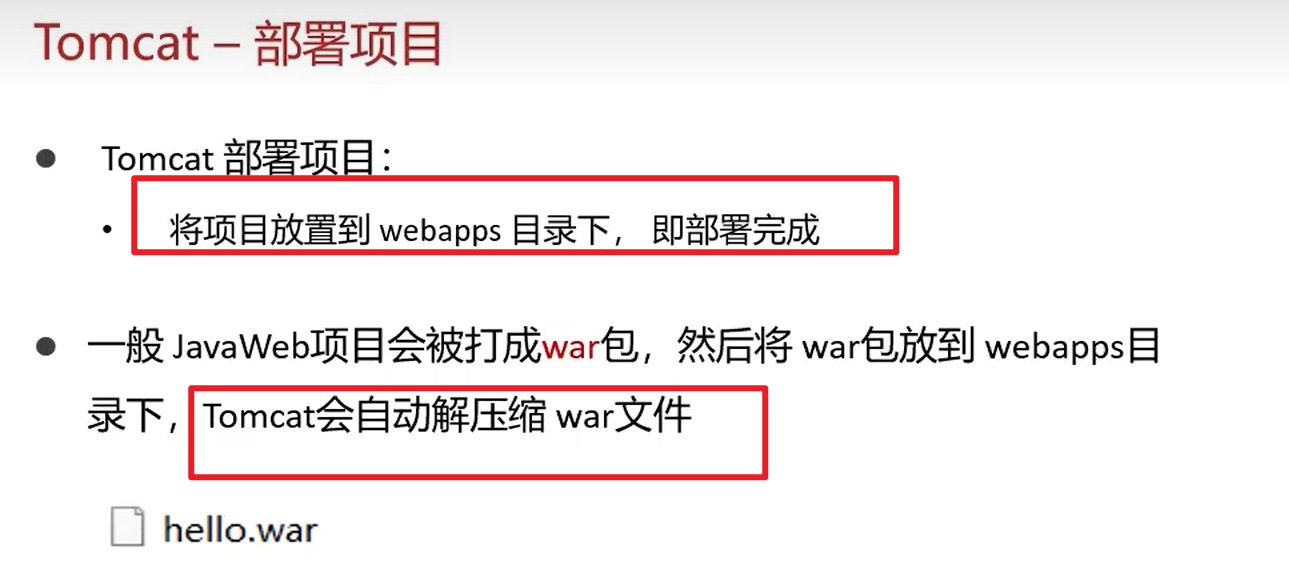 Tomcat – 部署项目
Tomcat 部署项目：
将项目放置到 webapps 目录下， 即部署完成
一般 JavaWeb项目会被打成war包，然后将 war包放到 webapps目
录下，Tomcat会自动解压缩 war文件
hello.war